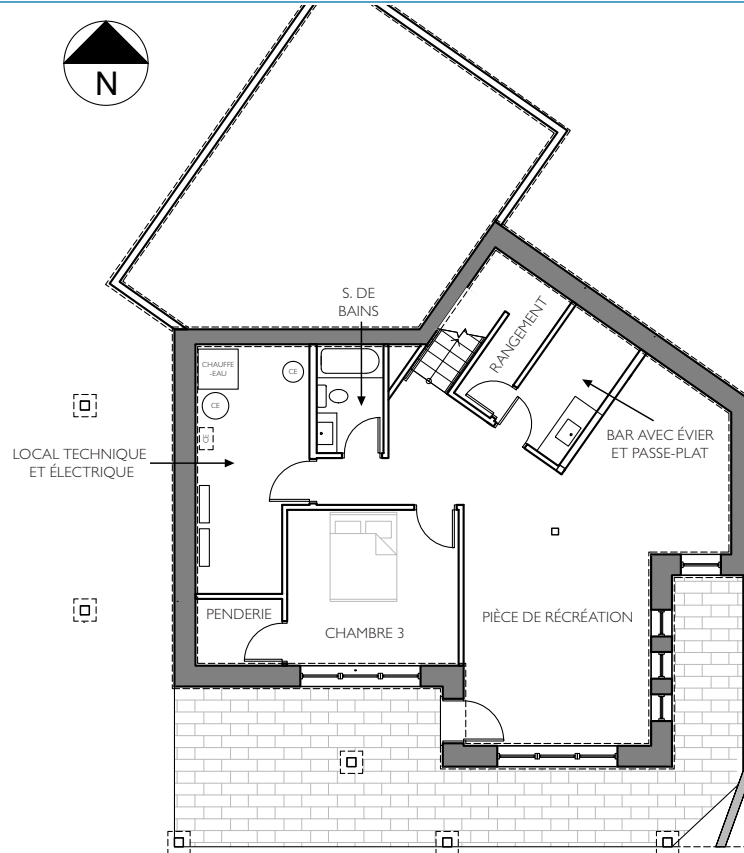 N
S. DE
BAINS
RANGEMENT
CHAUFFE
-EAU
CE
CE
CE
LOCAL TECHNIQUE
ET ÉLECTRIQUE
BAR AVEC ÉVIER
ET PASSE-PLAT
PENDERIE
CHAMBRE 3
PIÈCE DE RÉCRÉATION